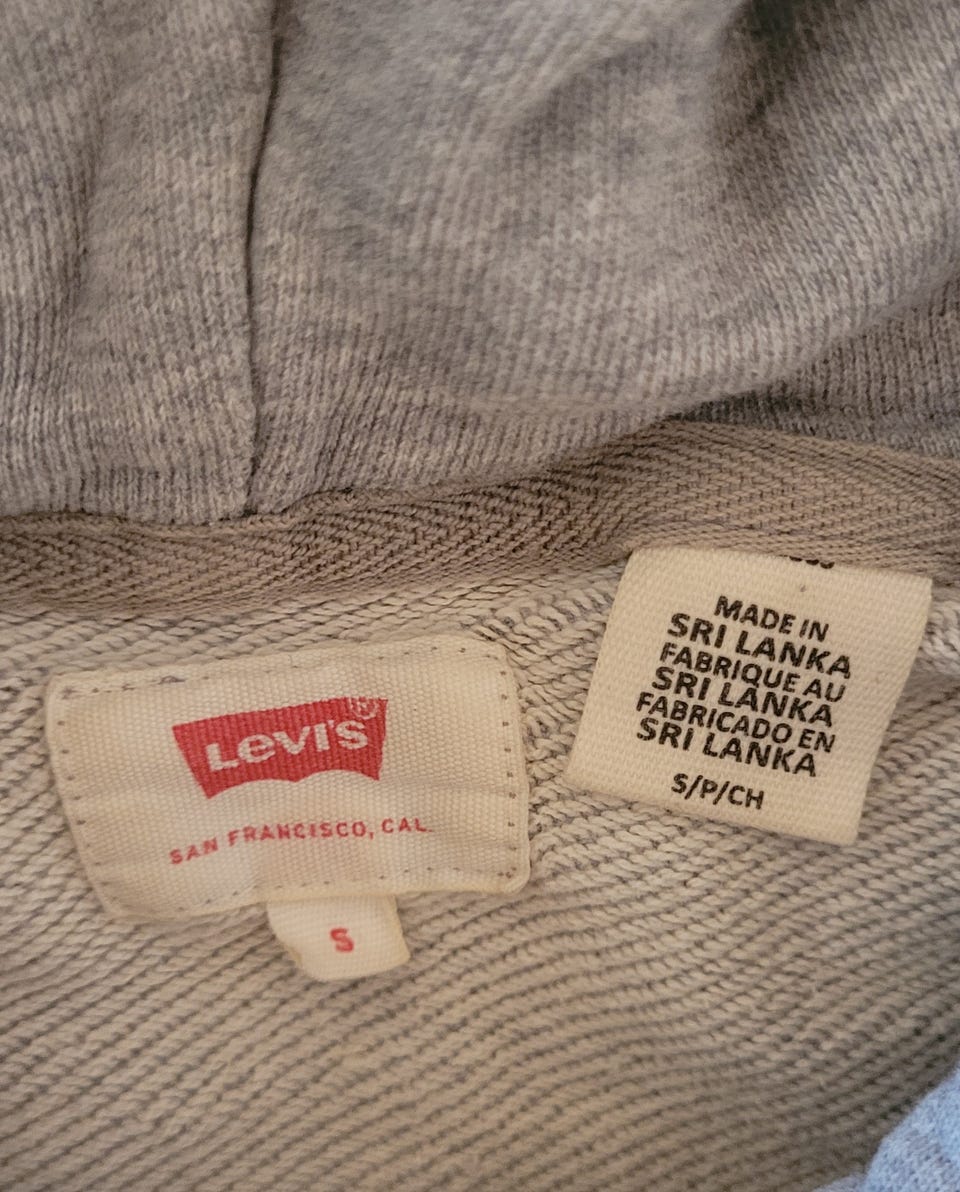 Levi's®
SAN FRANCISCO, CAL.
S
MADE IN
SRI LANKA
FABRIQUE AU
SRI LANKA
FABRICADO EN
SRI LANKA
S/P/CH